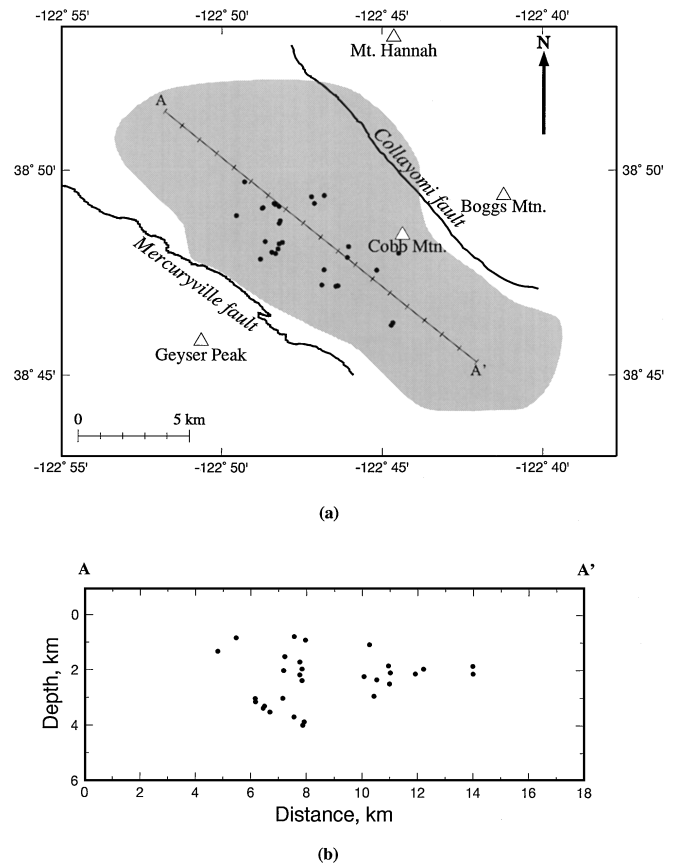 -122° 55' -122° 50' -122° 45' -122° 40'
Mt. Hannah
N
A
Collayomi fault
38° 50' 38° 50'
Boggs Mtn.
Cobb Mtn.
Mercuryville fault
Geyser Peak
A'
38° 45' 38° 45'
0 5 km
-122° 55' -122° 50' -122° 45' -122° 40'
(a)
A A'
0
2
4
6
Depth, km
0 2 4 6 8 10 12 14 16 18
Distance, km
(b)